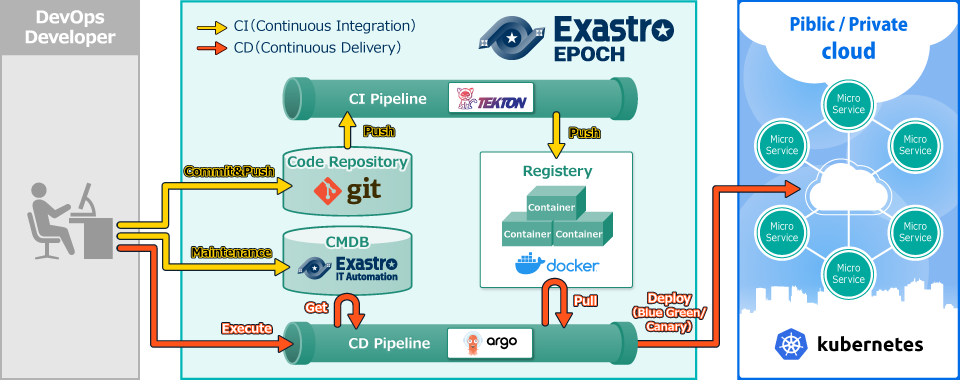 DevOps
Developer
CI(Continuous Integration)
CD(Continuous Delivery)
Exastro
EPOCH
Piblic / Private
cloud
CI Pipeline
TEKTON
Push
Push
Code Repository
git
Commit&Push
Registery
Container
Container
Container
docker
CMDB
Exastro
IT Automation
Maintenance
Get
Pull
Execute
CD Pipeline
argo
Deploy
(Blue Green/
Canary)
Micro
Service
Micro
Service
Micro
Service
Micro
Service
Micro
Service
Micro
Service
kubernetes